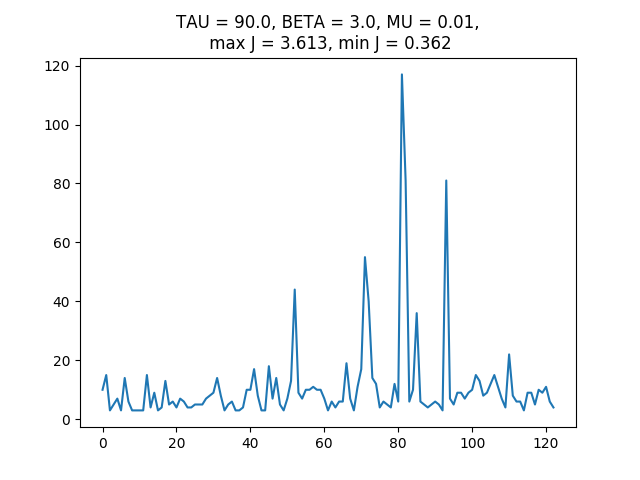 TAU = 90.0, BETA = 3.0, MU = 0.01,
max J = 3.613, min J = 0.362
120
100
80
60
40
20
0
0 20 40 60 80 100 120